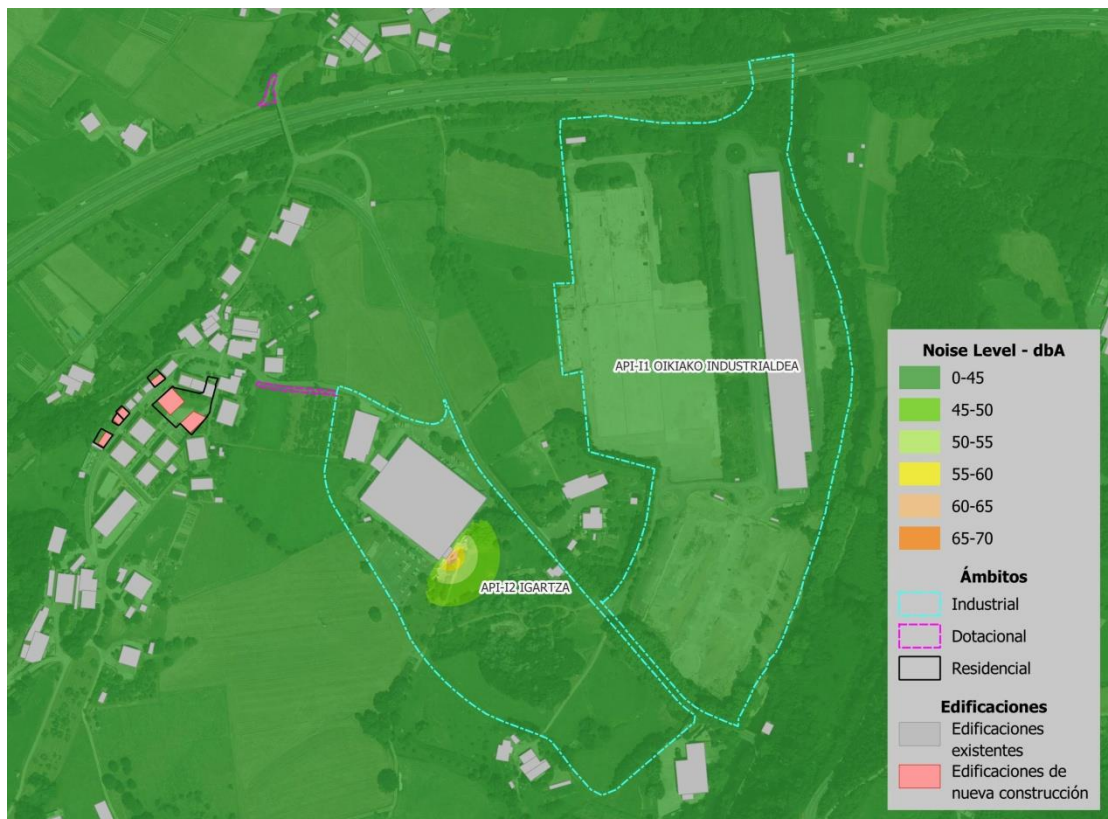 API-I1 OIKIAKO INDUSTRIALDEA
API-I2 IGARTZA
Noise Level - dbA
0-45
45-50
50-55
55-60
60-65
65-70
Ámbitos
Industrial
Dotacional
Residencial
Edificaciones
Edificaciones
existentes
Edificaciones de
nueva construcción